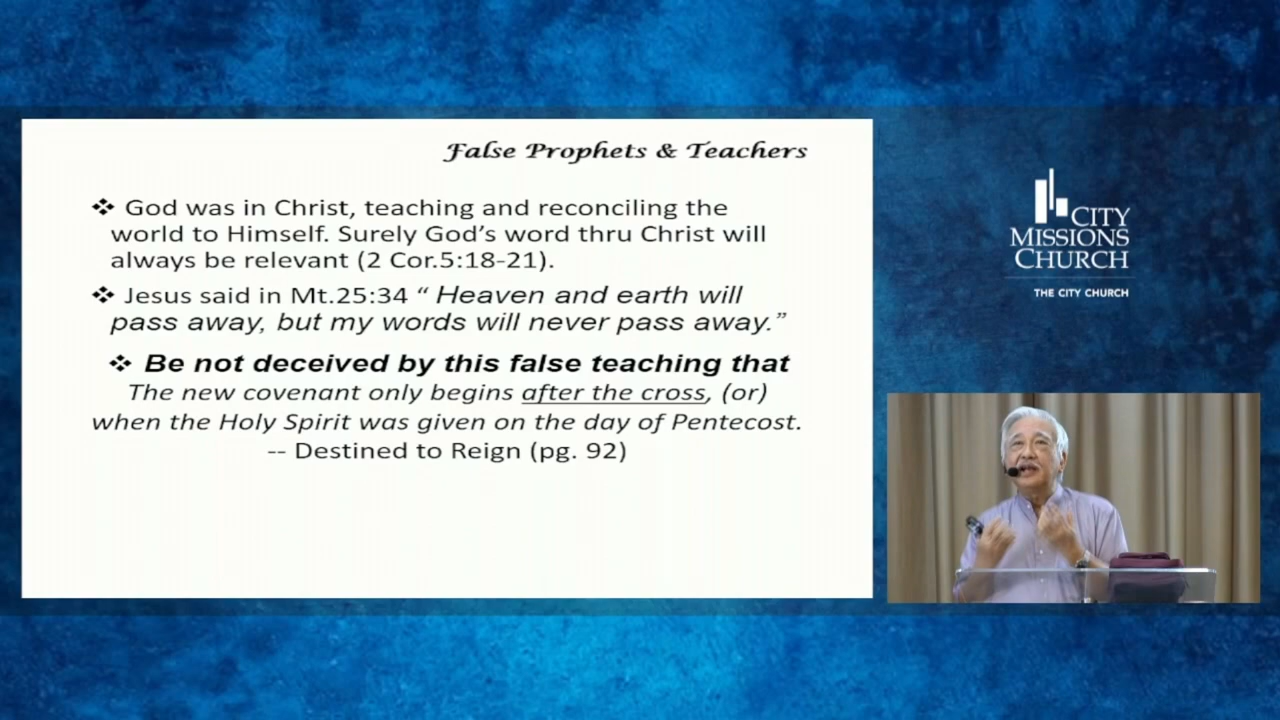 False Prophets & Teachers
❖ God was in Christ, teaching and reconciling the
world to Himself. Surely God's word thru Christ will
always be relevant (2 Cor.5:18-21).
❖ Jesus said in Mt.25:34 “ Heaven and earth will
pass away, but my words will never pass away.”
❖ Be not deceived by this false teaching that
The new covenant only begins after the cross, (or)
when the Holy Spirit was given on the day of Pentecost.
-- Destined to Reign (pg. 92)
CITY
MISSIONS
CHURCH
THE CITY CHURCH